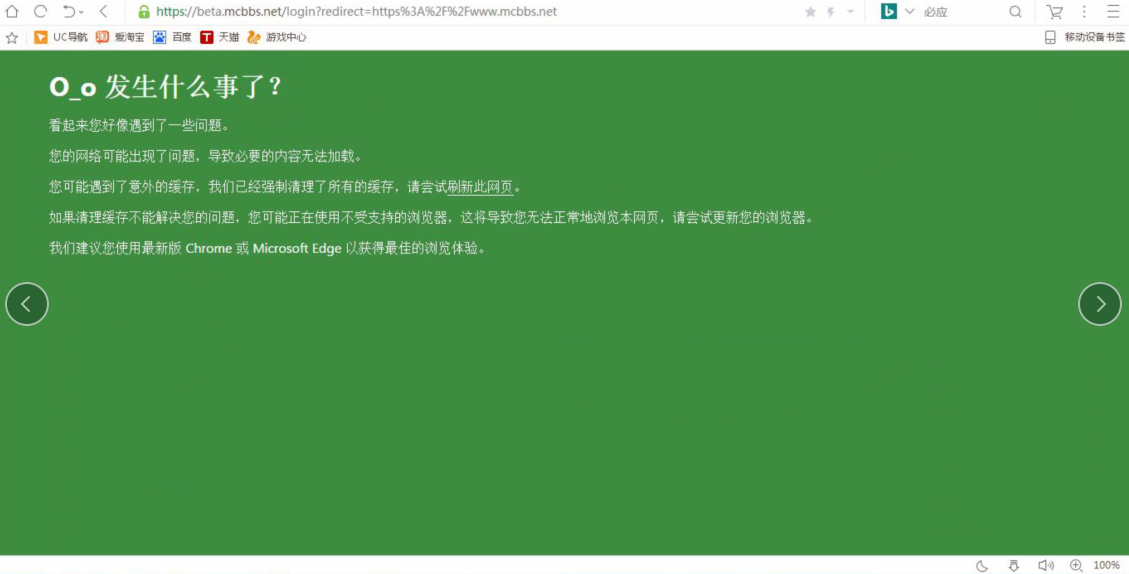 https://beta.mcbbs.net/login?redirect=https%3A%2F%2Fwww.mcbbs.net
必应
UC导航
爱淘宝
百度
天猫
游戏中心
移动设备书签
O_o 发生什么事了？
看起来您好像遇到了一些问题。
您的网络可能出现了问题，导致必要的内容无法加载。
您可能遇到了意外的缓存，我们已经强制清理了所有的缓存，请尝试刷新此网页。
如果清理缓存不能解决您的问题，您可能正在使用不受支持的浏览器，这将导致您无法正常地浏览本网页，请尝试更新您的浏览器。
我们建议您使用最新版 Chrome 或 Microsoft Edge 以获得最佳的浏览体验。
100%